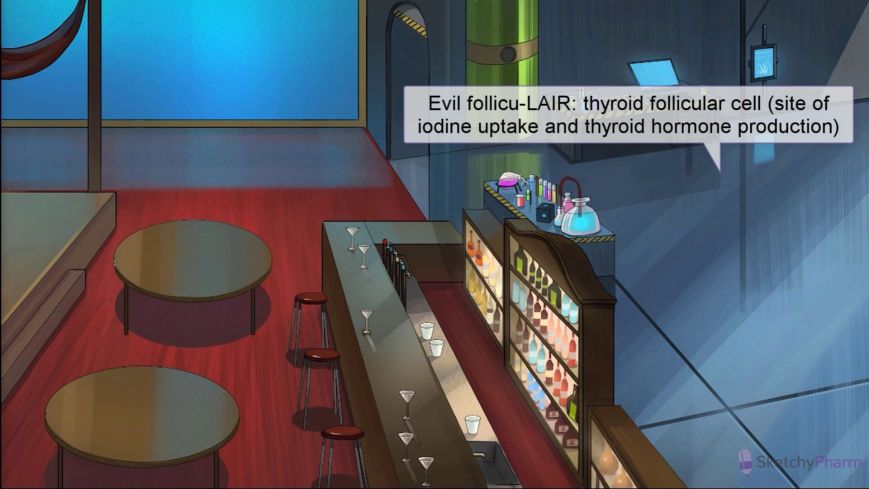 Evil follicu-LAIR: thyroid follicular cell (site of
iodine uptake and thyroid hormone production)
SketchyPharm